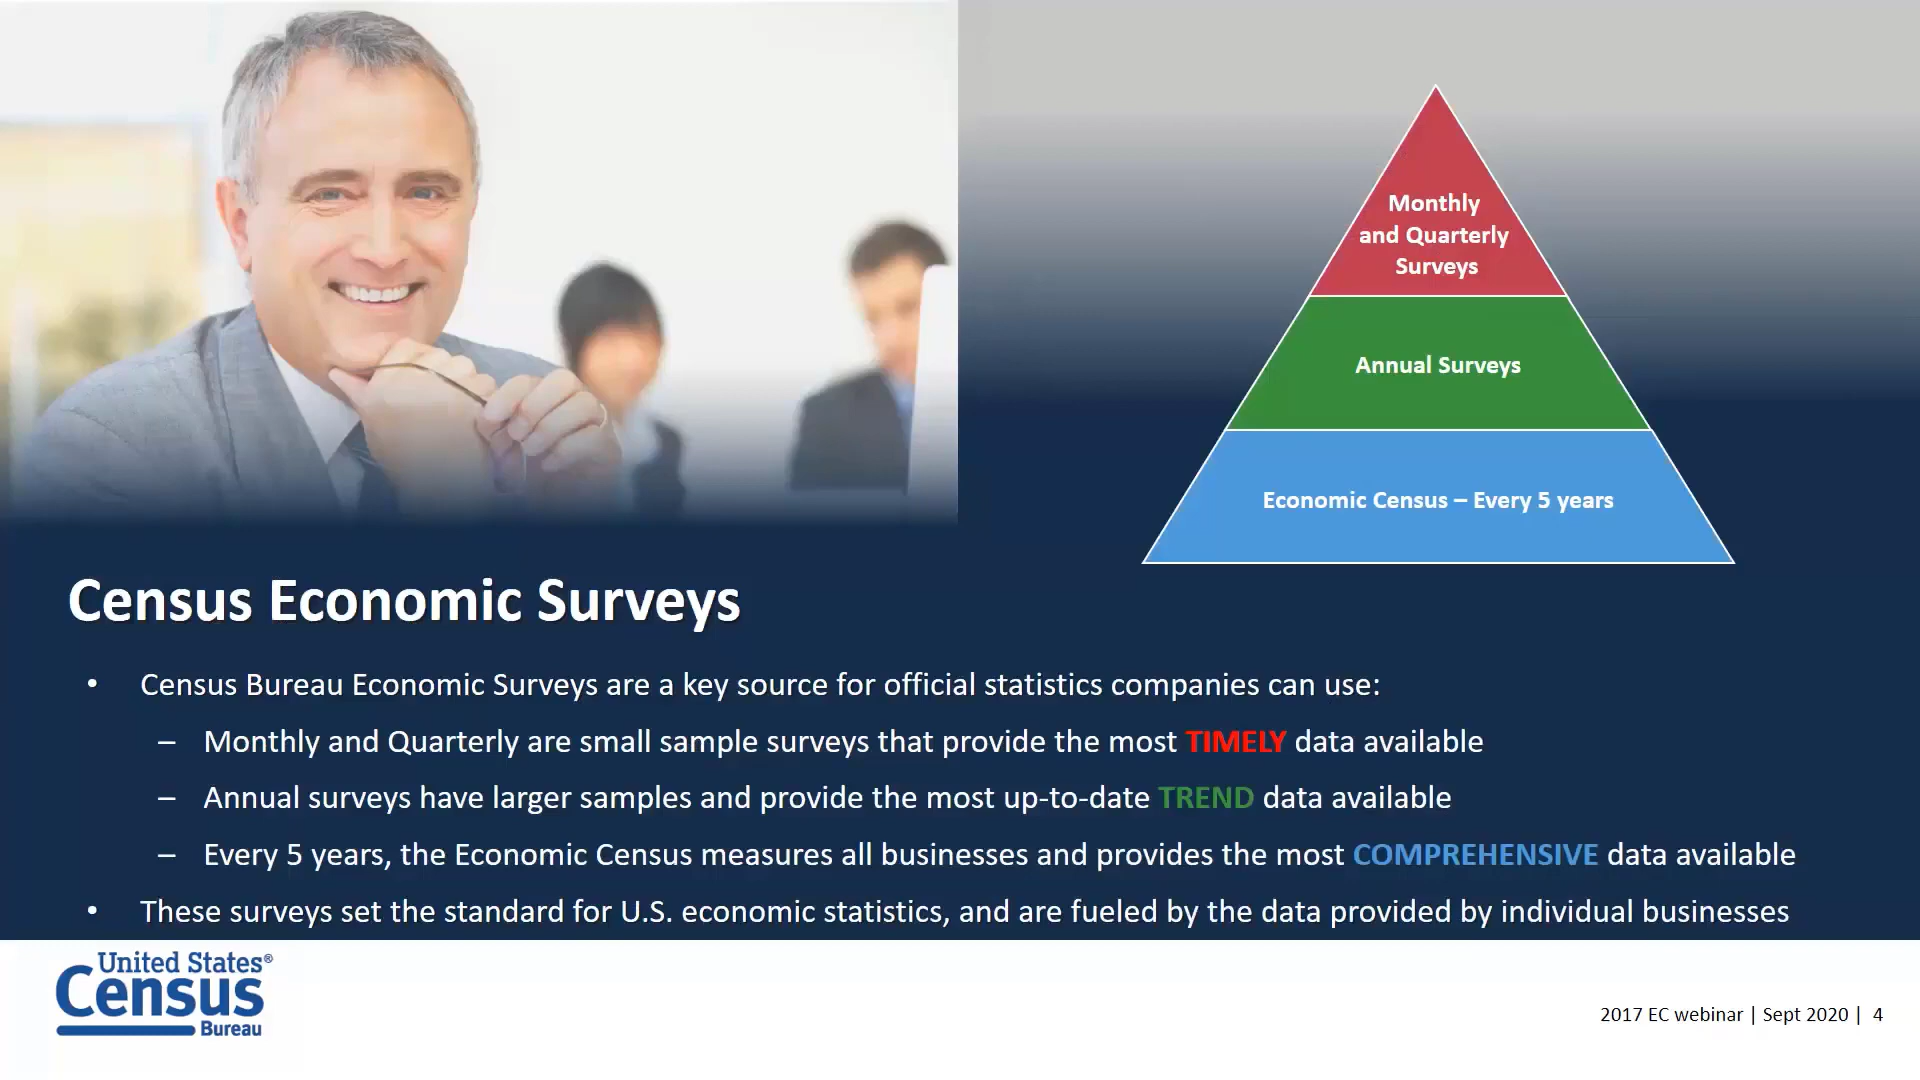 Monthly
and Quarterly
Surveys
Annual Surveys
Economic Census – Every 5 years
Census Economic Surveys
• Census Bureau Economic Surveys are a key source for official statistics companies can use:
– Monthly and Quarterly are small sample surveys that provide the most TIMELY data available
– Annual surveys have larger samples and provide the most up-to-date TREND data available
– Every 5 years, the Economic Census measures all businesses and provides the most COMPREHENSIVE data available
• These surveys set the standard for U.S. economic statistics, and are fueled by the data provided by individual businesses
United States®
Census
Bureau
2017 EC webinar | Sept 2020 | 4